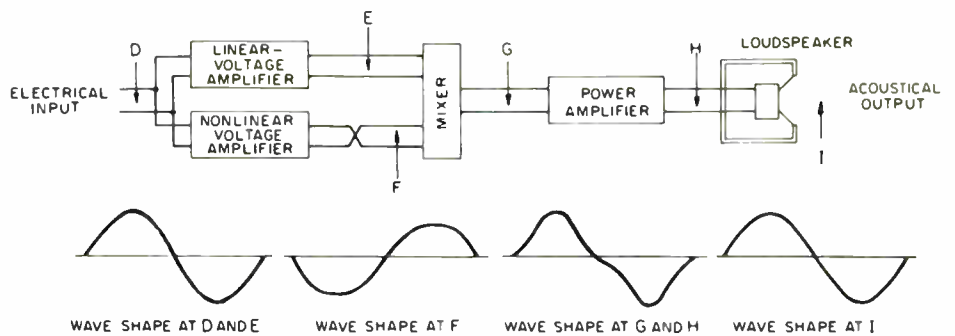 D
E
G
H
LOUDSPEAKER
ELECTRICAL
INPUT
LINEAR-
VOLTAGE
AMPLIFIER
NONLINEAR
VOLTAGE
AMPLIFIER
F
MIXER
POWER
AMPLIFIER
ACOUSTICAL
OUTPUT
I
WAVE SHAPE AT D AND E
WAVE SHAPE AT F
WAVE SHAPE AT G AND H
WAVE SHAPE AT I